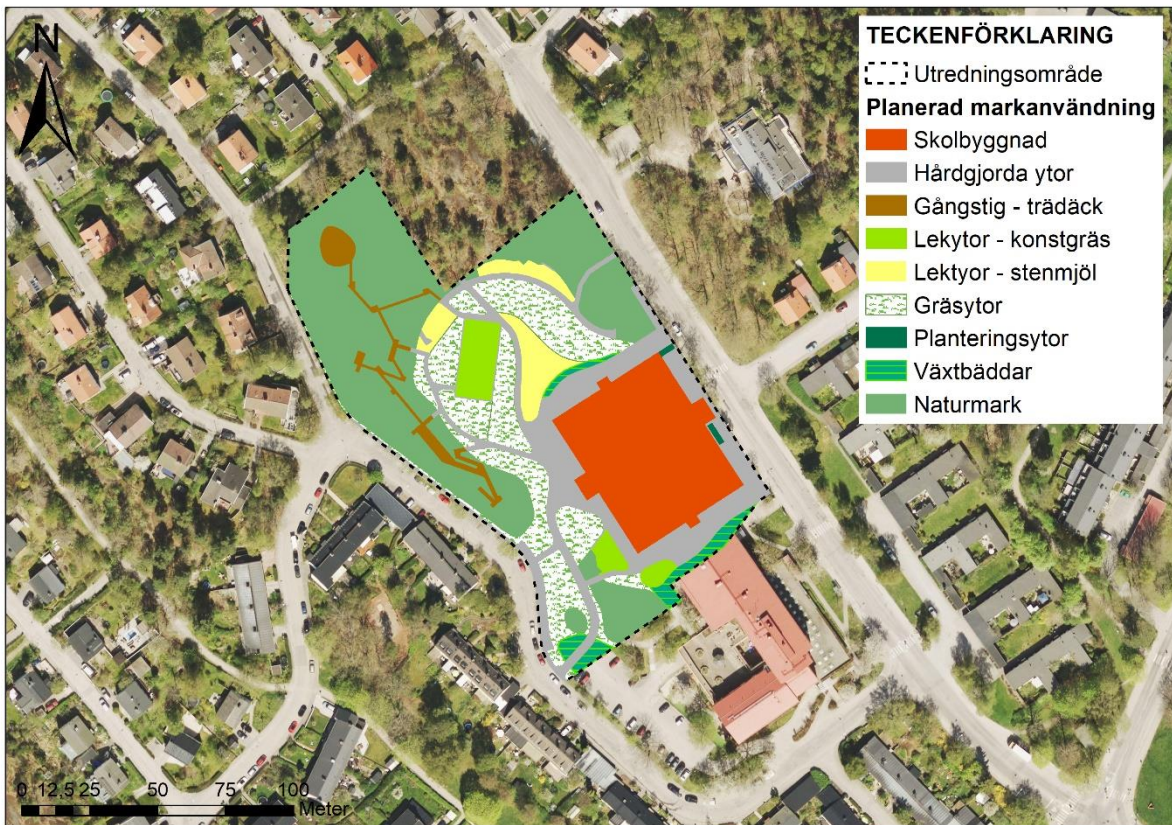 N
TECKENFÖRKLARING
Utredningsområde
Planerad markanvändning
Skolbyggnad
Hårdgjorda ytor
Gångstig - trädäck
Lekytor - konstgräs
Lektyor - stenmjöl
Gräsytor
Planteringsytor
Växtbäddar
Naturmark
0 12,5 25 50 75 100
Meter